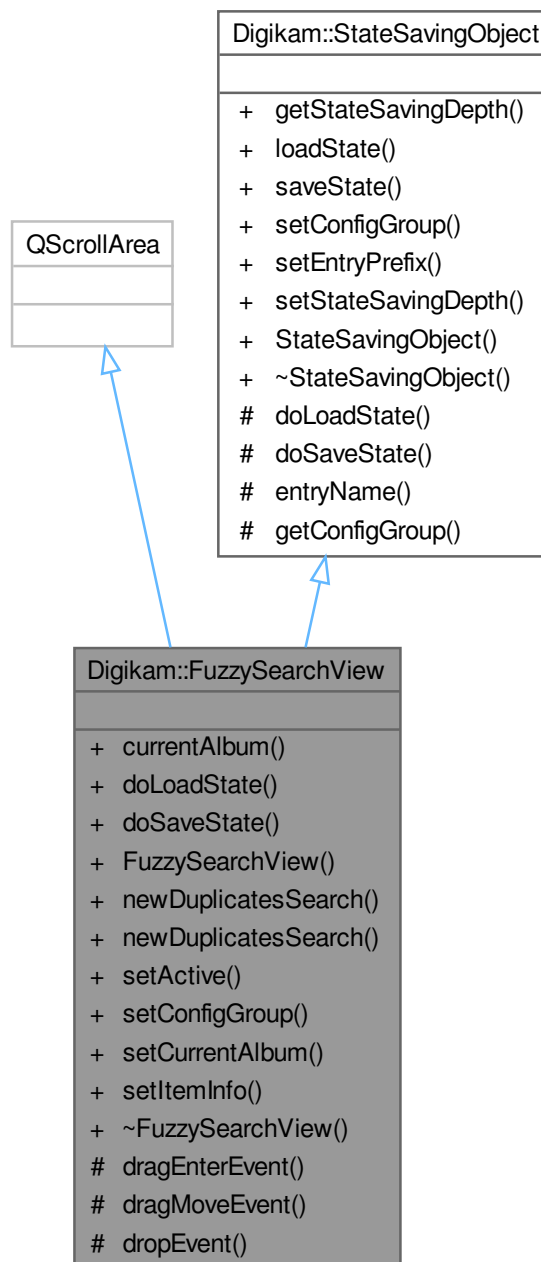 Digikam::StateSavingObject
+ getStateSavingDepth()
+ loadState()
+ saveState()
+ setConfigGroup()
+ setEntryPrefix()
+ setStateSavingDepth()
+ StateSavingObject()
+ ~StateSavingObject()
# doLoadState()
# doSaveState()
# entryName()
# getConfigGroup()
QScrollArea
Digikam::FuzzySearchView
+ currentAlbum()
+ doLoadState()
+ doSaveState()
+ FuzzySearchView()
+ newDuplicatesSearch()
+ newDuplicatesSearch()
+ setActive()
+ setConfigGroup()
+ setCurrentAlbum()
+ setItemInfo()
+ ~FuzzySearchView()
# dragEnterEvent()
# dragMoveEvent()
# dropEvent()